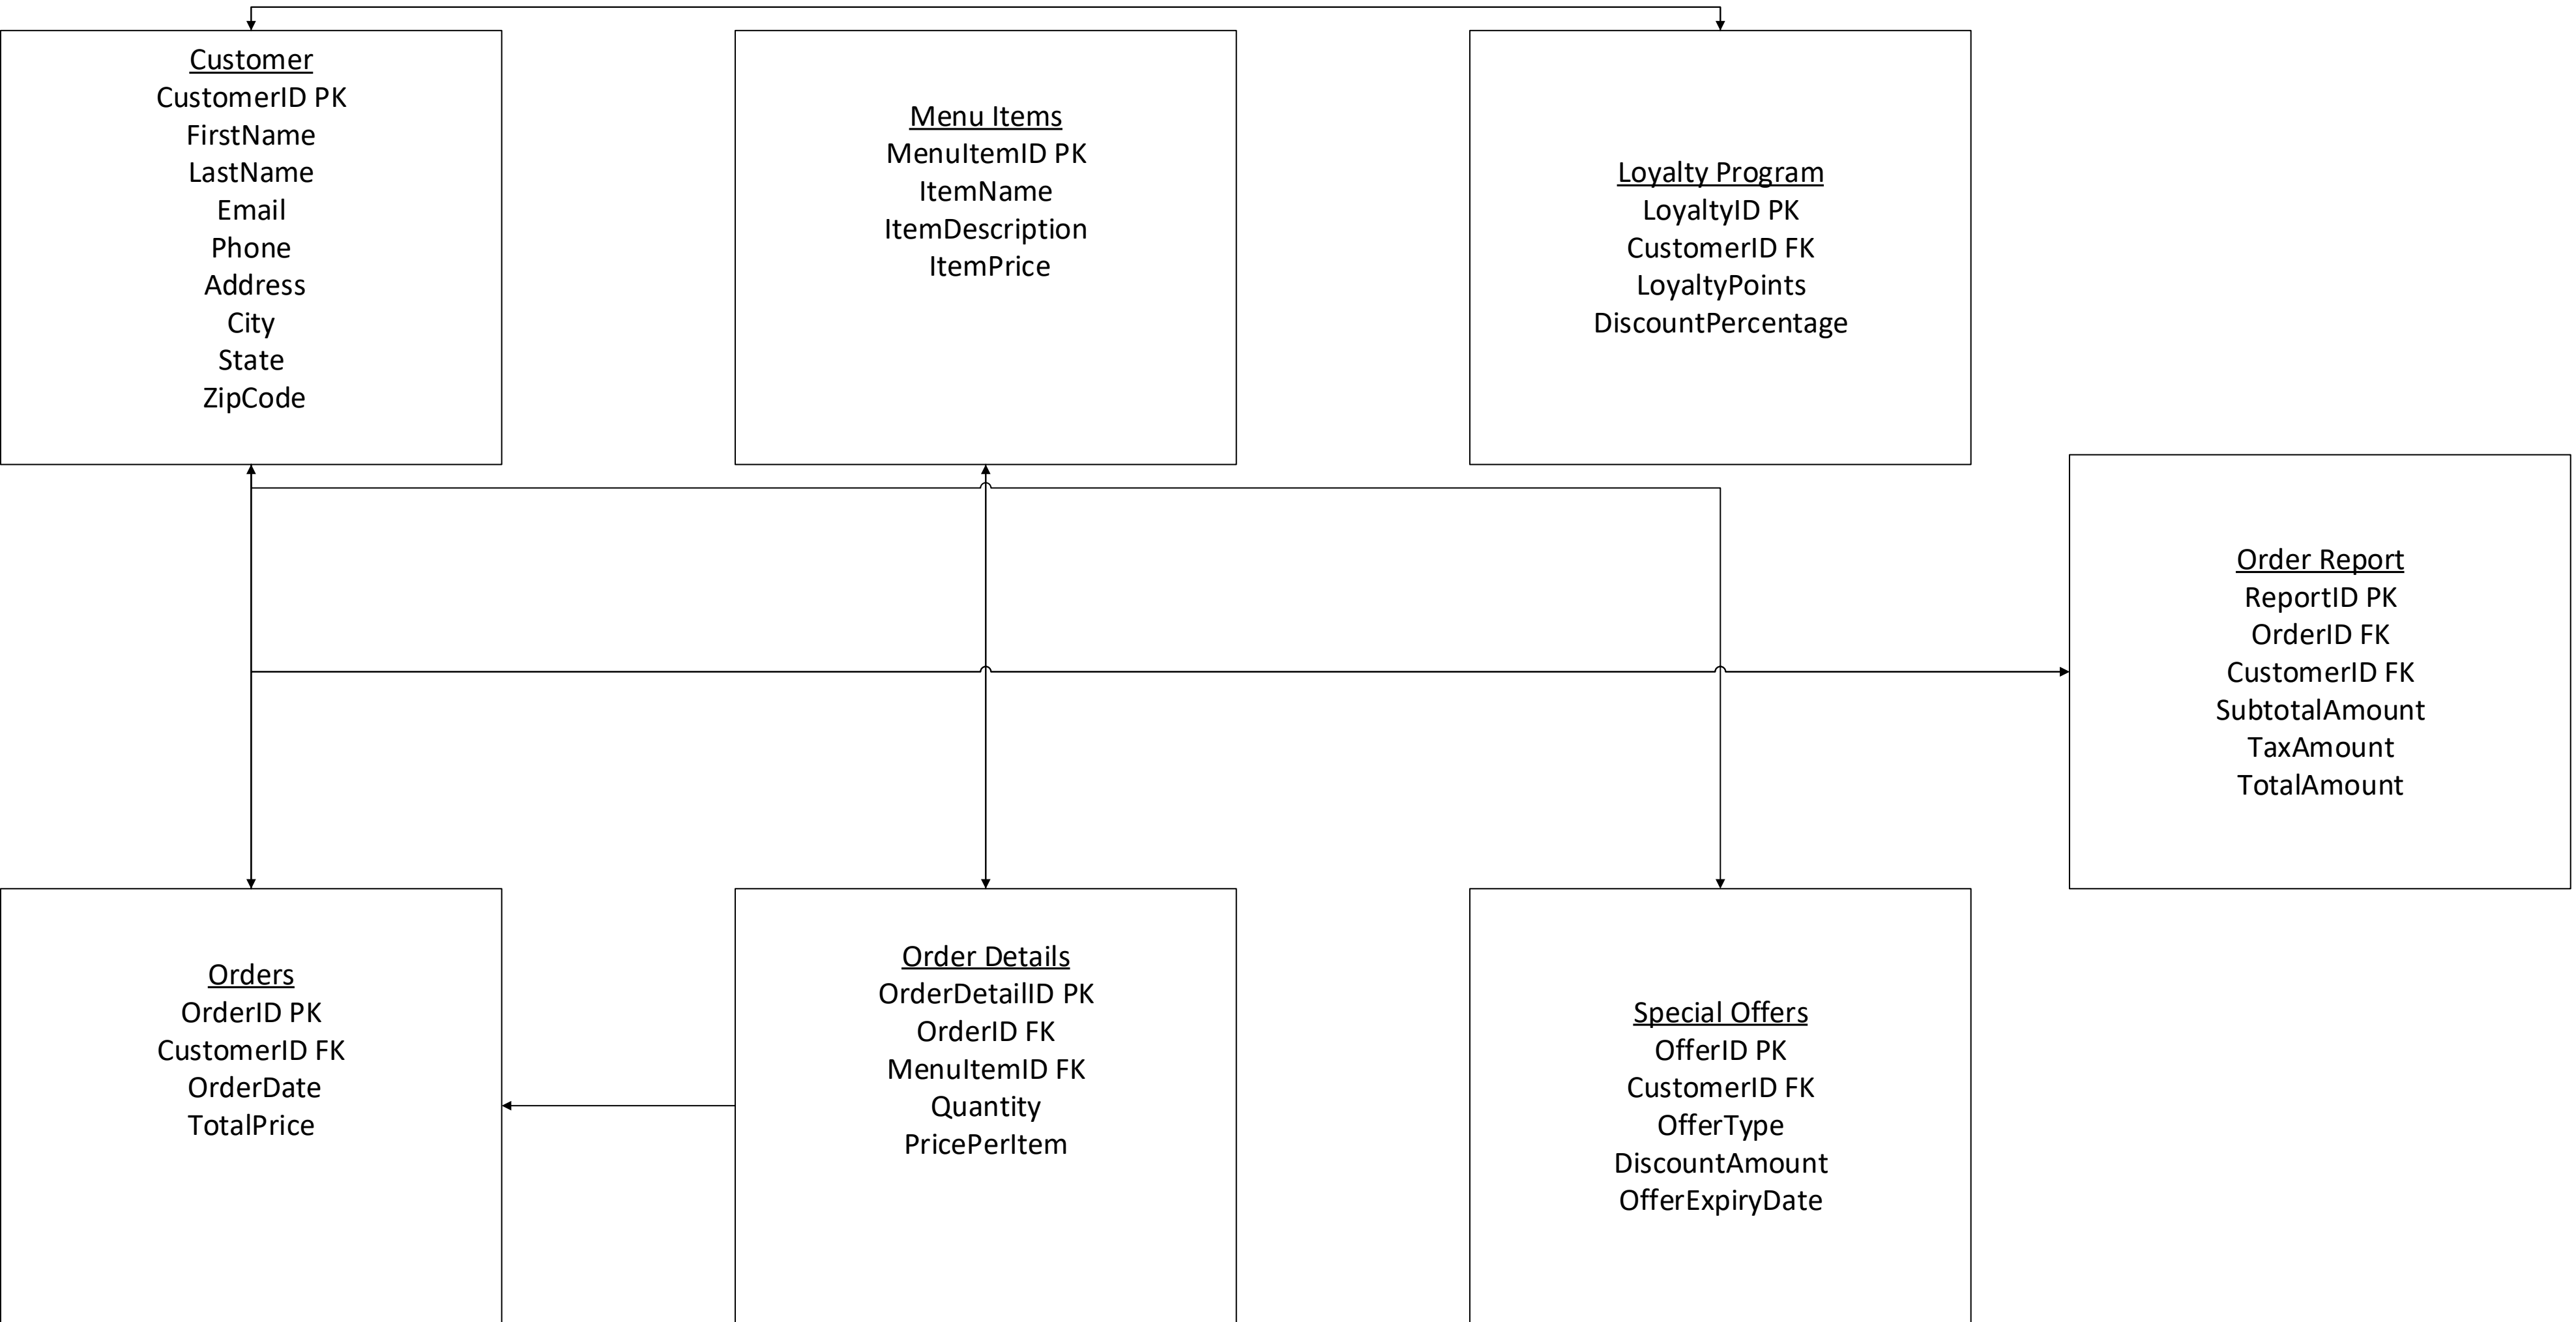 Customer
CustomerID PK
FirstName
LastName
Email
Phone
Address
City
State
ZipCode
Menu Items
MenuItemID PK
ItemName
ItemDescription
ItemPrice
Loyalty Program
LoyaltyID PK
CustomerID FK
LoyaltyPoints
DiscountPercentage
Order Report
ReportID PK
OrderID FK
CustomerID FK
SubtotalAmount
TaxAmount
TotalAmount
Orders
OrderID PK
CustomerID FK
OrderDate
TotalPrice
Order Details
OrderDetailID PK
OrderID FK
MenuItemID FK
Quantity
PricePerItem
Special Offers
OfferID PK
CustomerID FK
OfferType
DiscountAmount
OfferExpiryDate